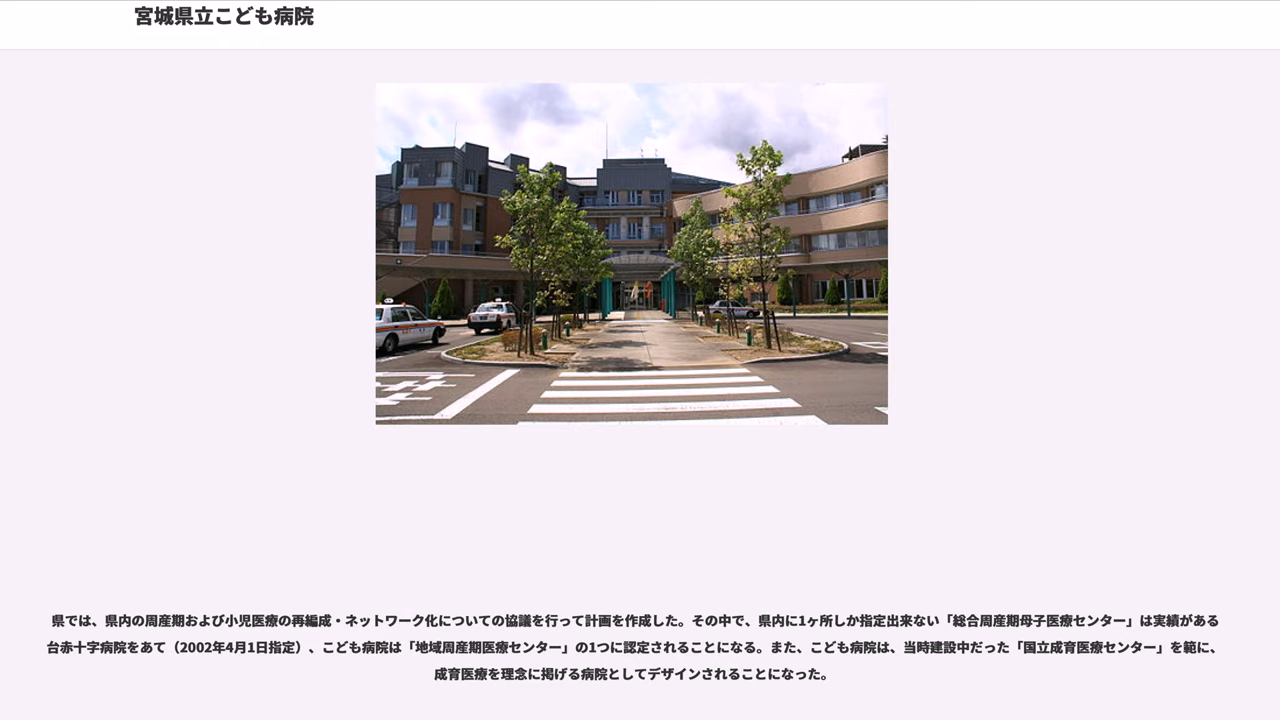 宮城県立こども病院
県では、県内の周産期および小児医療の再編成・ネットワーク化についての協議を行って計画を作成した。その中で、県内に1ヶ所しか指定出来ない「総合周産期母子医療センター」は実績がある
台赤十字病院をあて（2002年4月1日指定）、こども病院は「地域周産期医療センター」の1つに認定されることになる。また、こども病院は、当時建設中だった「国立成育医療センター」を範に、
成育医療を理念に掲げる病院としてデザインされることになった。